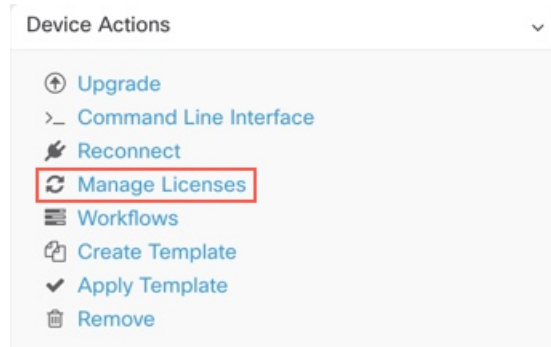 Device Actions
Upgrade
Command Line Interface
Reconnect
Manage Licenses
Workflows
Create Template
Apply Template
Remove